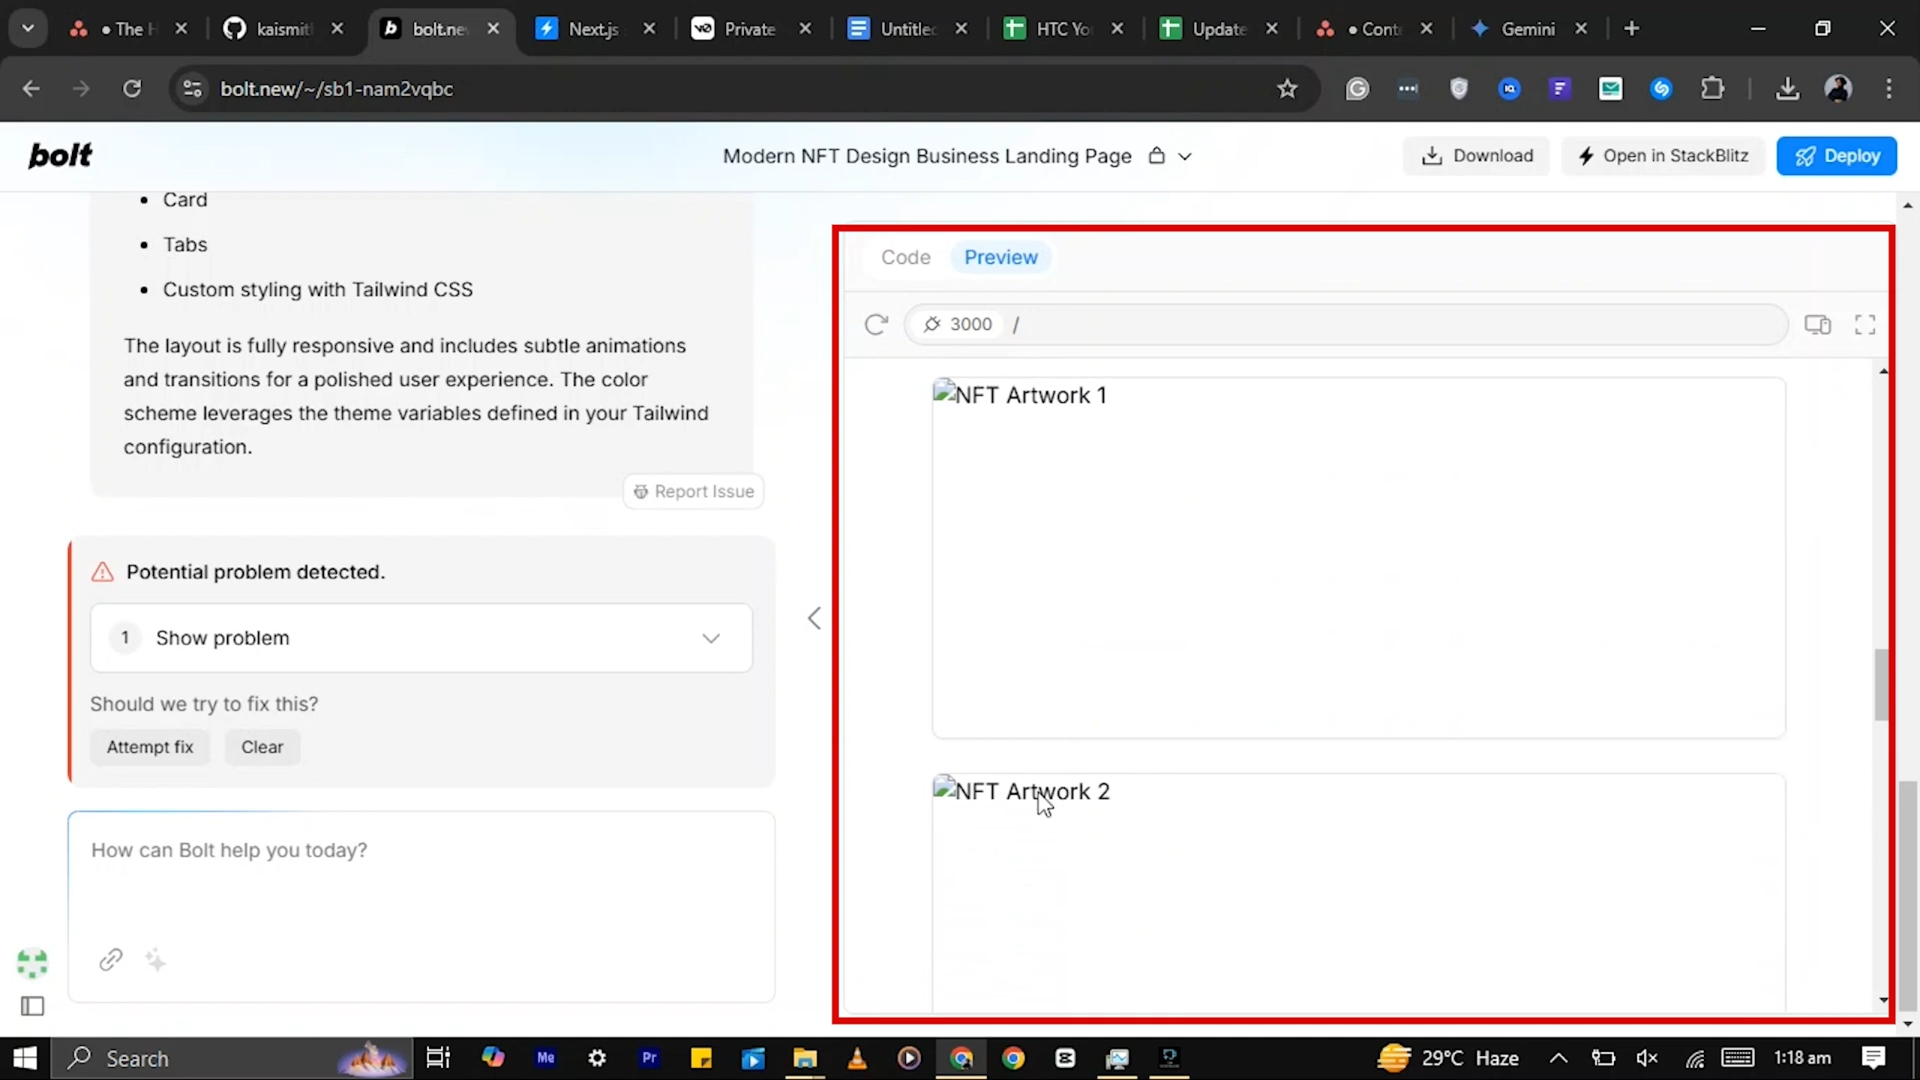 The H
kaismit
bolt.new
Next.js
Private
Untitled
HTC Yo
Update
Conte
Gemini
bolt.new/~/sb1-nam2vqbc
bolt
Modern NFT Design Business Landing Page
Download
Open in StackBlitz
Deploy
Card
Tabs
Custom styling with Tailwind CSS
The layout is fully responsive and includes subtle animations
and transitions for a polished user experience. The color
scheme leverages the theme variables defined in your Tailwind
configuration.
Report Issue
Potential problem detected.
1 Show problem
Should we try to fix this?
Attempt fix
Clear
How can Bolt help you today?
Code
Preview
3000 /
NFT Artwork 1
NFT Artwork 2
Search
Me
Pr
29°C Haze
1:18 am